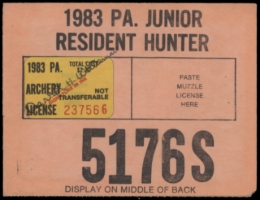 1983 PA. JUNIOR
RESIDENT HUNTER
1983 PA.
TOTAL COST
ARCHERY
NOT
TRANSFERABLE
LICENSE 237566
PASTE
MUZZLE
LICENSE
HERE
5176S
DISPLAY ON MIDDLE OF BACK